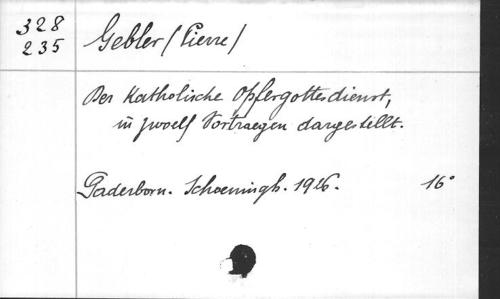 328
235
Gebler (Pierre)
Der Katholische Opfergottesdienst,
in zwoelf Vortraegen dargestellt.
Paderborn. Schoeningh. 1926. 16°